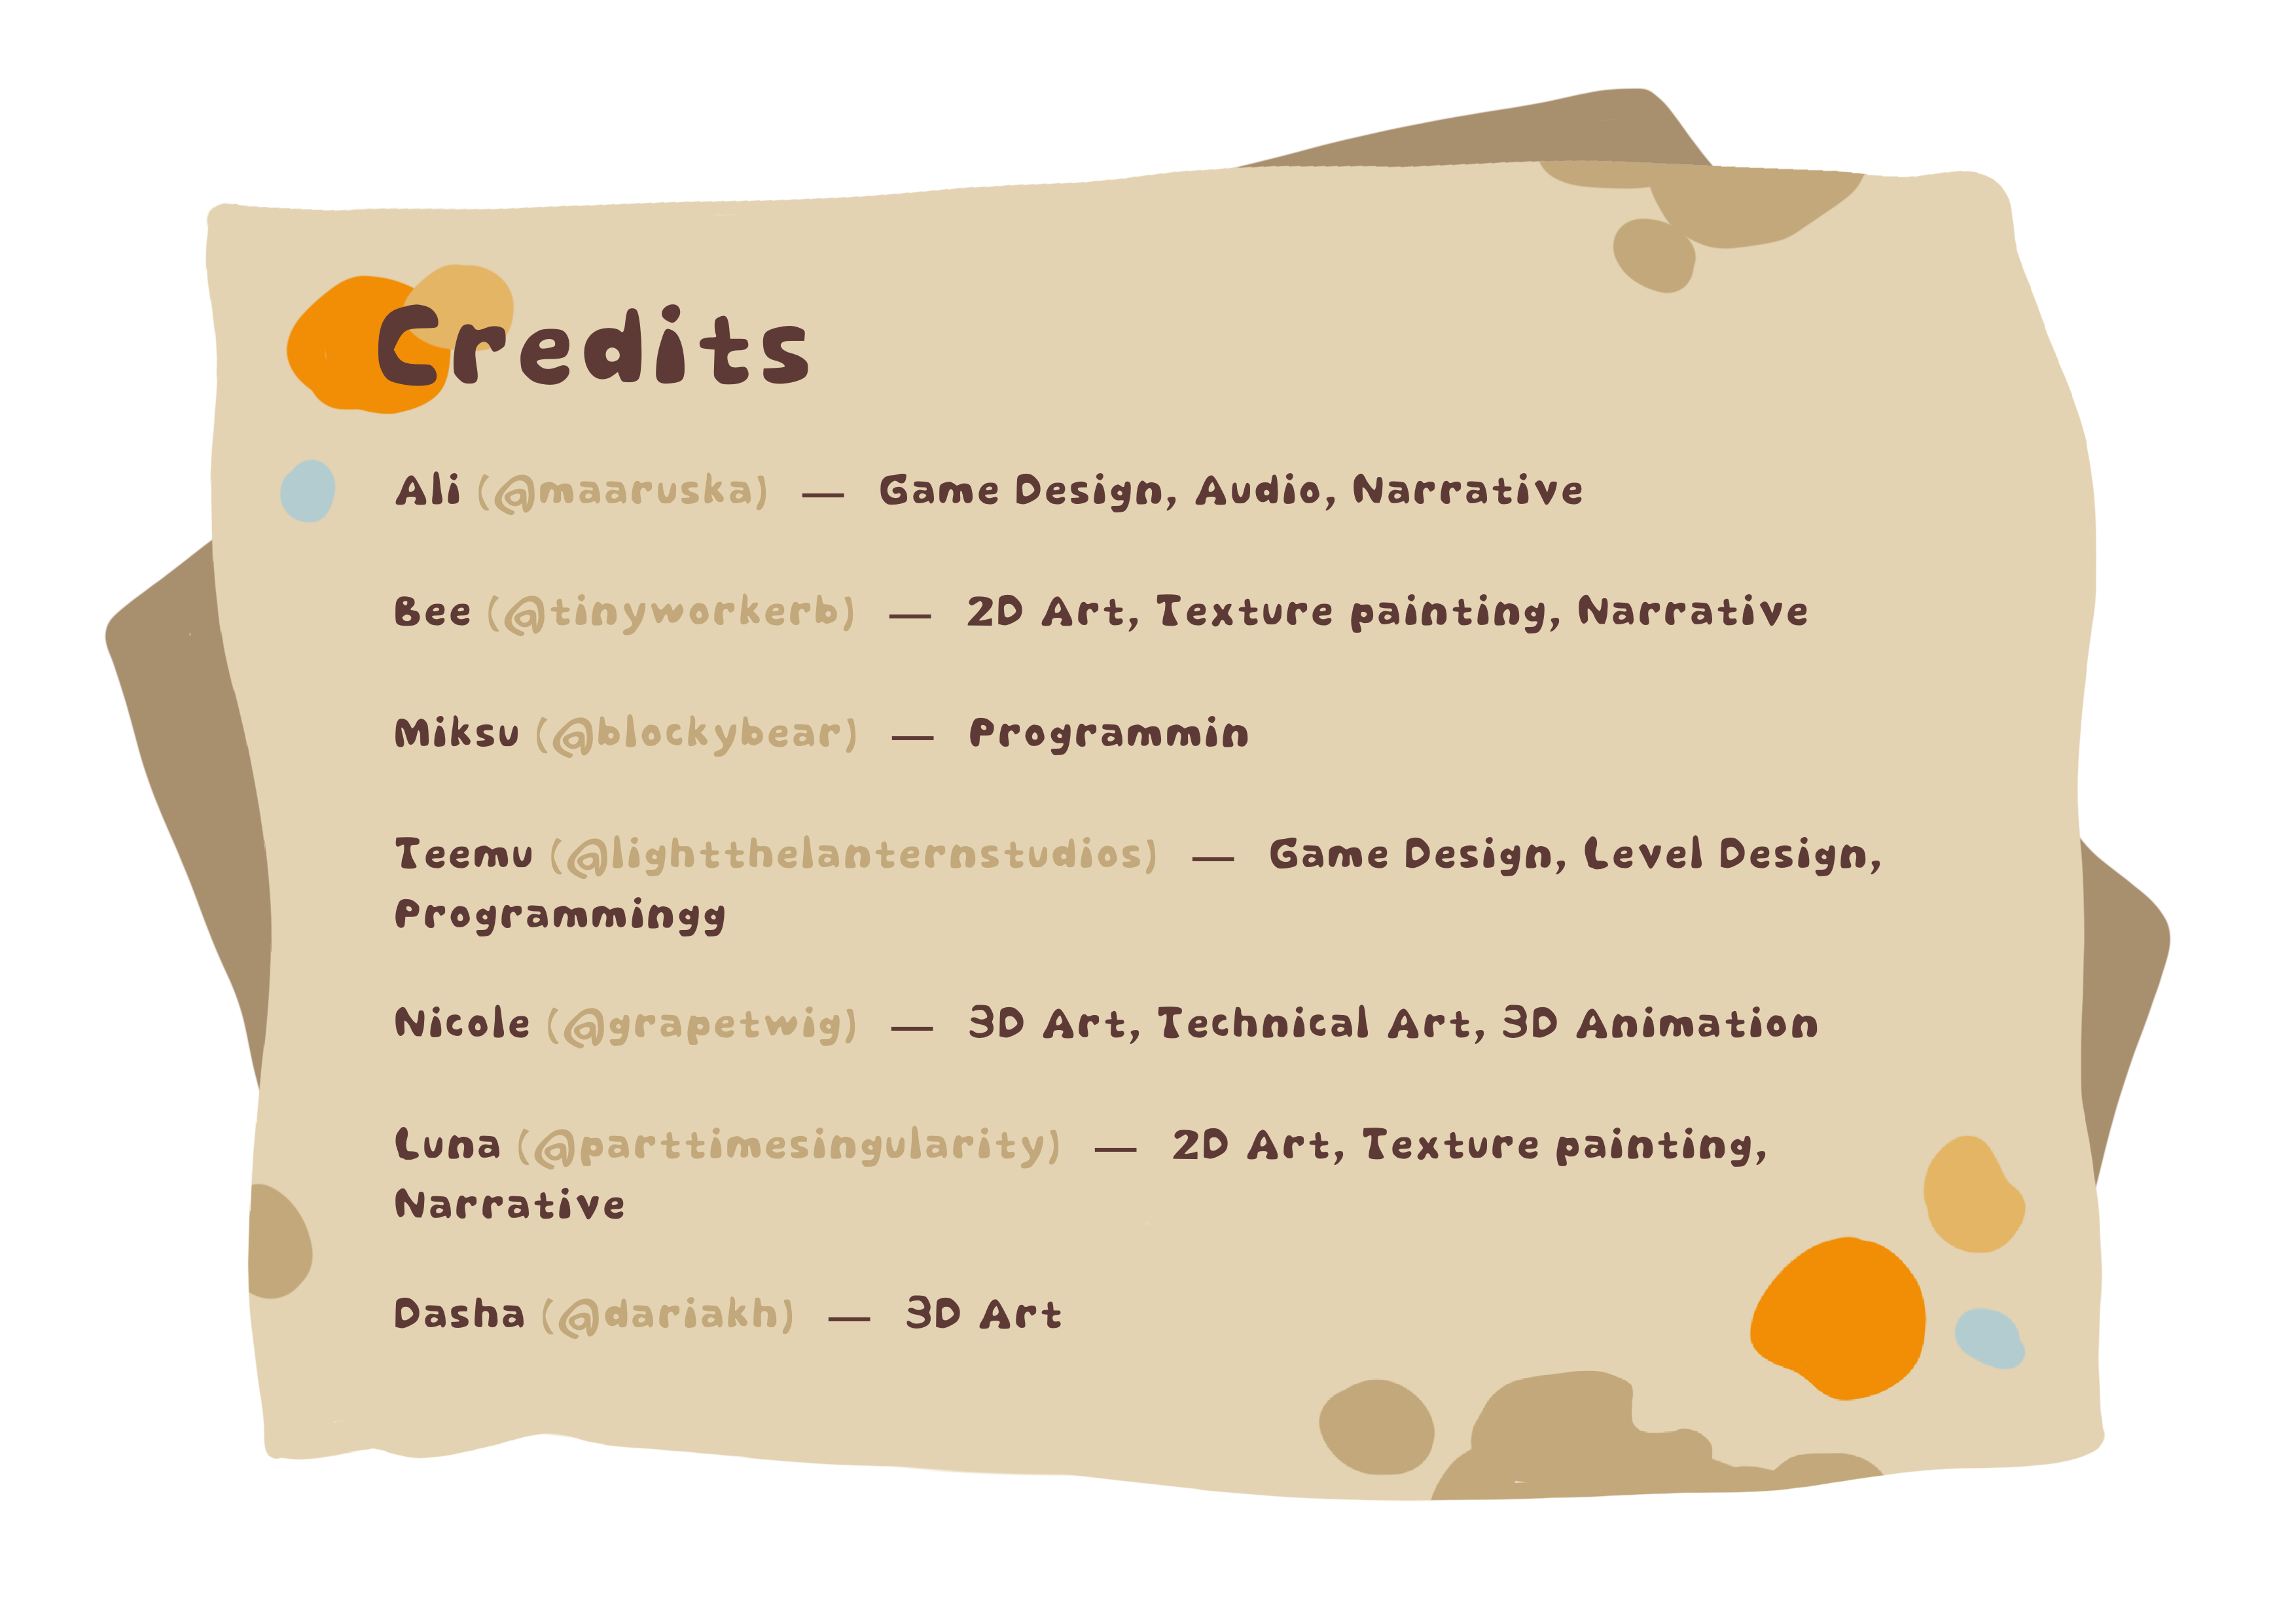 Credits
Ali (@maaruska) — Game Design, Audio, Narrative
Bee (@tinyworkerb) — 2D Art, Texture painting, Narrative
Miksu (@blockybear) — Programmin
Teemu (@lightthelanternstudios) — Game Design, Level Design,
Programmingg
Nicole (@grapetwig) — 3D Art, Technical Art, 3D Animation
Luna (@parttimesingularity) — 2D Art, Texture painting,
Narrative
Dasha (@dariakh) — 3D Art